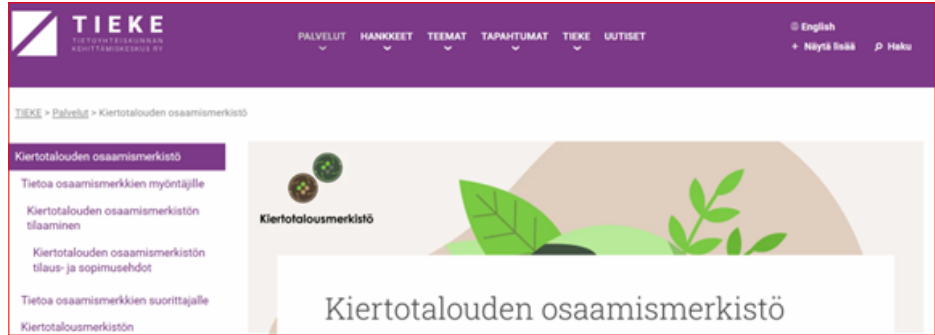 TIEKE
TIETOYHTEISKUNNAN
KEHITTÄMISKESKUS RY
PALVELUT HANKKEET TEEMAT TAPAHTUMAT TIEKE UUTISET
English
+ Näytä lisää Haku
TIEKE > Palvelut > Kiertotalouden osaamismerkistö
Kiertotalouden osaamismerkistö
Tietoa osaamismerkkien myöntäjille
Kiertotalouden osaamismerkistön
tilaaminen
Kiertotalouden osaamismerkistön
tilaus- ja sopimusehdot
Tietoa osaamismerkkien suorittajalle
Kiertotalousmerkistön
Kiertotalousmerkistö
Kiertotalouden osaamismerkistö